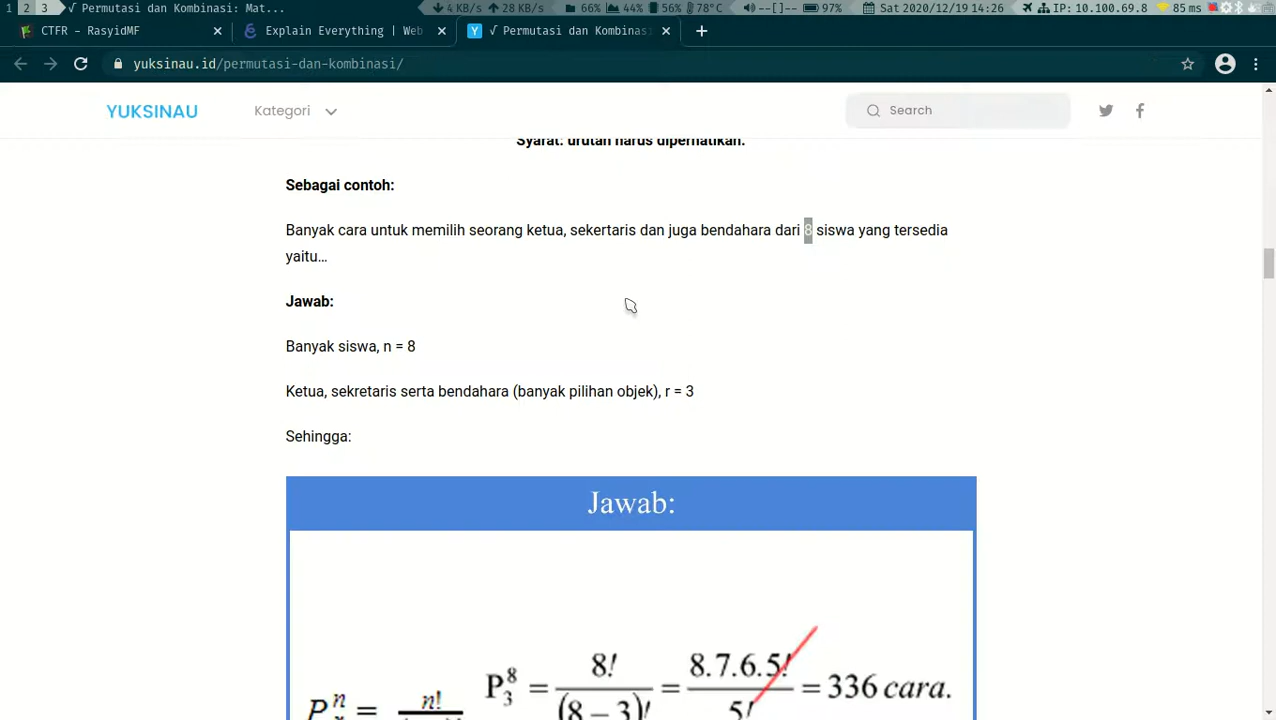 1 2 3 √ Permutasi dan Kombinasi: Mat... 4 KB/s 28 KB/s 66% 44% 56% 78°C --[]-- 97% Sat 2020/12/19 14:26 IP: 10.100.69.8 85 ms
CTFR - RasyidMF × Explain Everything | Web × Y √ Permutasi dan Kombinasi × +
yuksinau.id/permutasi-dan-kombinasi/
YUKSINAU Kategori Search
Syarat: urutan harus diperhatikan.
Sebagai contoh:
Banyak cara untuk memilih seorang ketua, sekertaris dan juga bendahara dari 8 siswa yang tersedia
yaitu...
Jawab:
Banyak siswa, n = 8
Ketua, sekretaris serta bendahara (banyak pilihan objek), r = 3
Sehingga:
Jawab:
P n = n! P₃⁸ = 8! / (8 – 3)! = 8.7.6.5! / 5! = 336 cara.